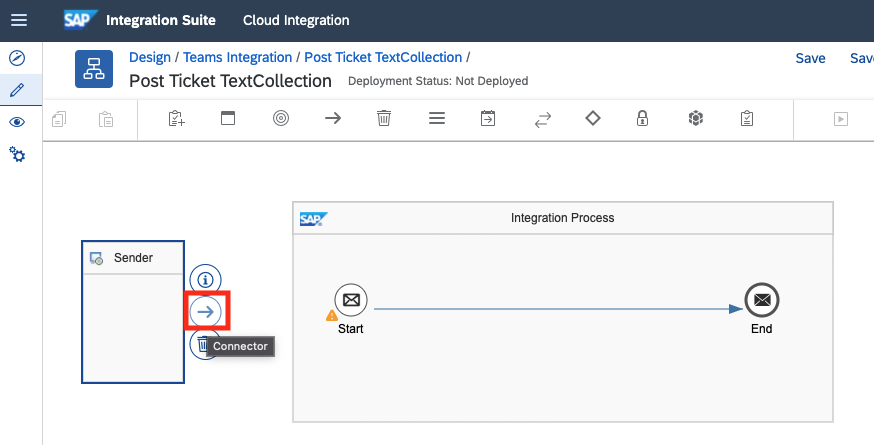 SAP Integration Suite Cloud Integration
Design / Teams Integration / Post Ticket TextCollection /
Save Sav
Post Ticket TextCollection Deployment Status: Not Deployed
SAP Integration Process
Sender
Start
End
Connector